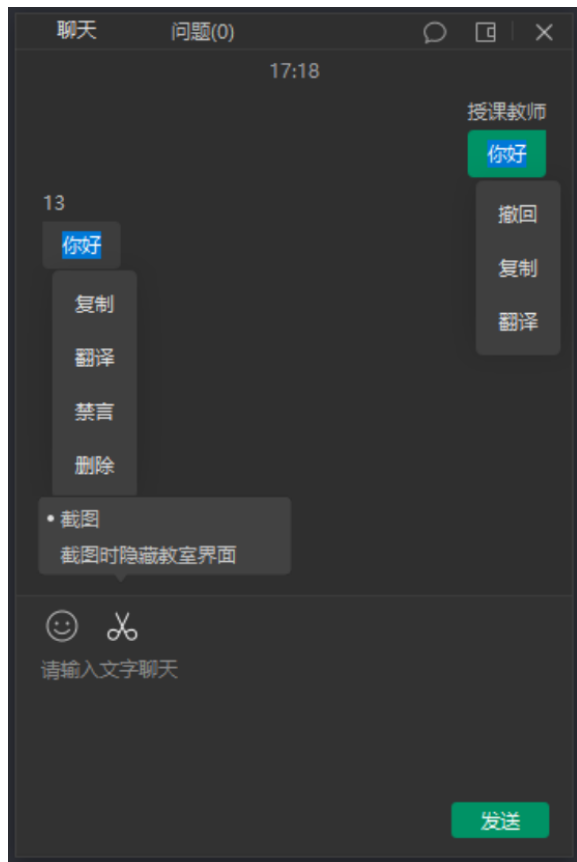 聊天 问题(0)
17:18
授课教师
你好
撤回
复制
翻译
13
你好
复制
翻译
禁言
删除
• 截图
截图时隐藏教室界面
请输入文字聊天
发送